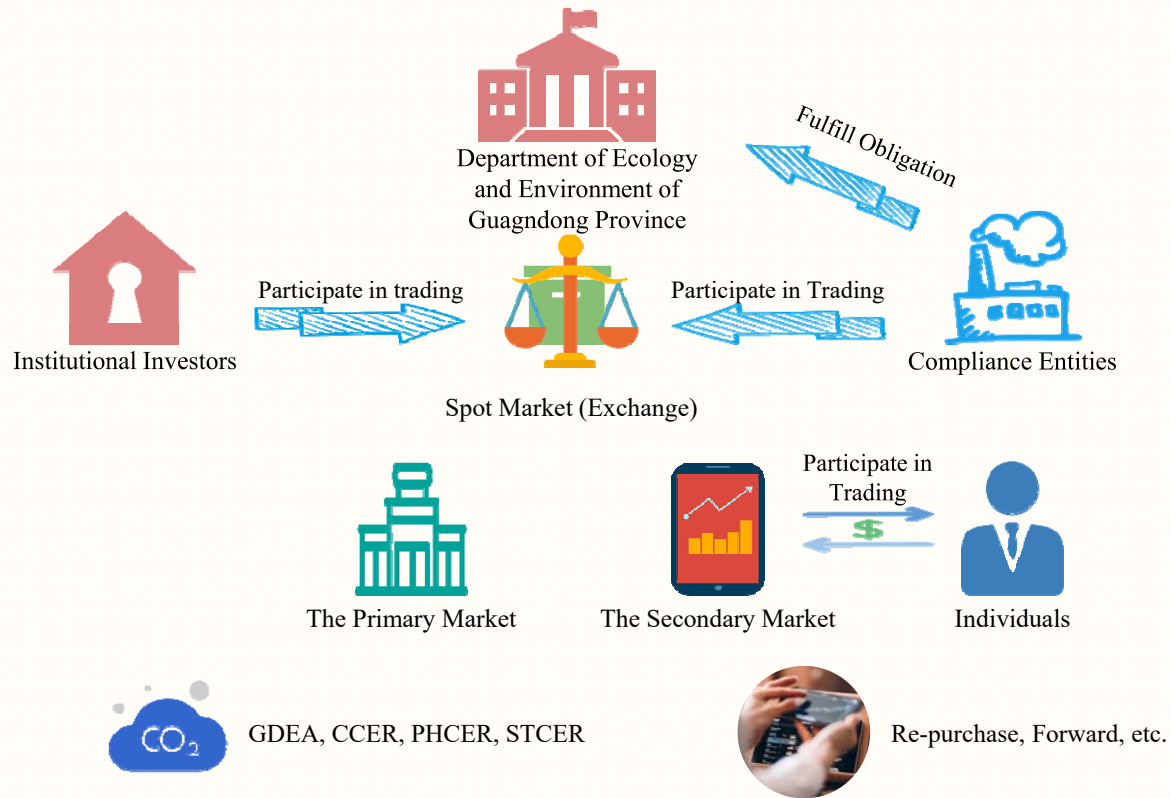 Department of Ecology
and Environment of
Guagndong Province
Fulfill Obligation
Participate in trading
Participate in Trading
Institutional Investors
Compliance Entities
Spot Market (Exchange)
Participate in
Trading
$
The Primary Market
The Secondary Market
Individuals
CO2
GDEA, CCER, PHCER, STCER
Re-purchase, Forward, etc.